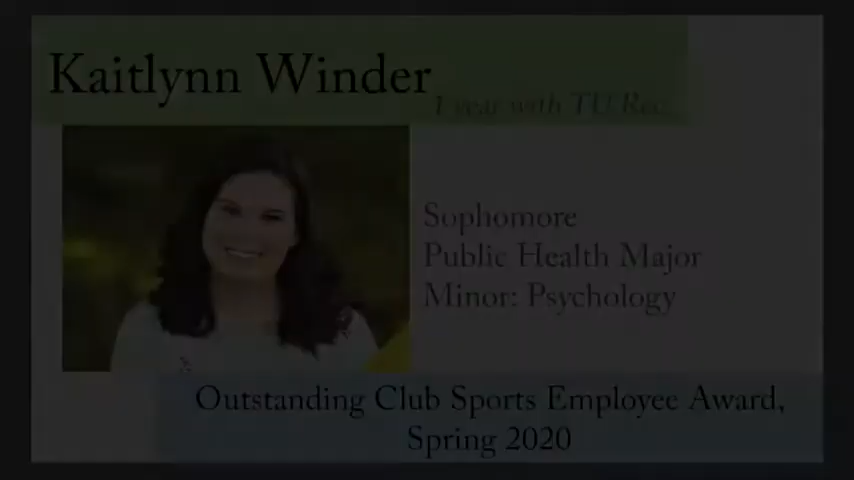 Kaitlynn Winder
1 year with TU Rec
Sophomore
Public Health Major
Minor: Psychology
Outstanding Club Sports Employee Award,
Spring 2020